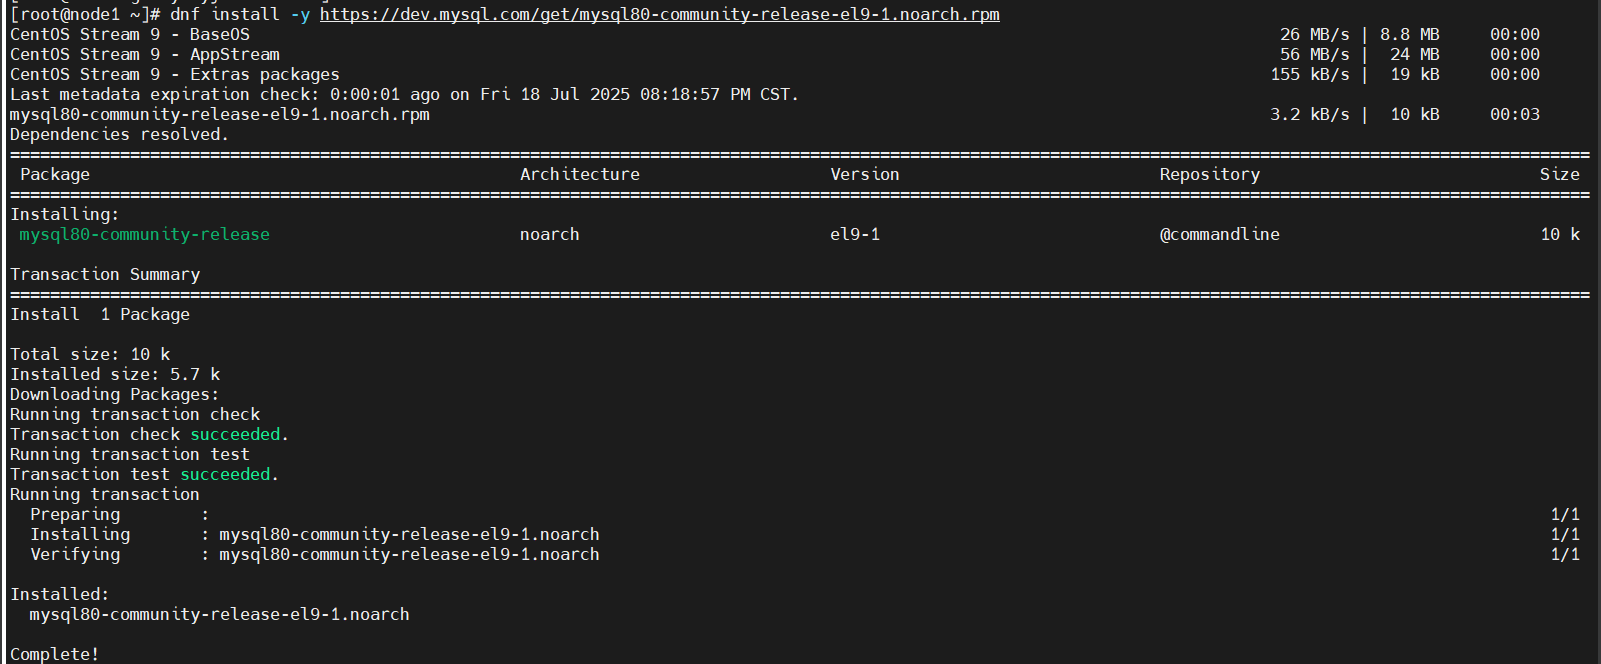 [root@node1 ~]# dnf install -y https://dev.mysql.com/get/mysql80-community-release-el9-1.noarch.rpm
CentOS Stream 9 - BaseOS 26 MB/s | 8.8 MB 00:00
CentOS Stream 9 - AppStream 56 MB/s | 24 MB 00:00
CentOS Stream 9 - Extras packages 155 kB/s | 19 kB 00:00
Last metadata expiration check: 0:00:01 ago on Fri 18 Jul 2025 08:18:57 PM CST.
mysql80-community-release-el9-1.noarch.rpm 3.2 kB/s | 10 kB 00:03
Dependencies resolved.
================================================================================
Package Architecture Version Repository Size
================================================================================
Installing:
mysql80-community-release noarch el9-1 @commandline 10 k
Transaction Summary
================================================================================
Install 1 Package
Total size: 10 k
Installed size: 5.7 k
Downloading Packages:
Running transaction check
Transaction check succeeded.
Running transaction test
Transaction test succeeded.
Running transaction
Preparing : 1/1
Installing : mysql80-community-release-el9-1.noarch 1/1
Verifying : mysql80-community-release-el9-1.noarch 1/1
Installed:
mysql80-community-release-el9-1.noarch
Complete!